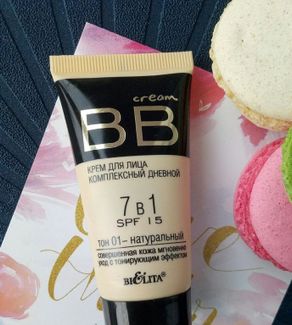 cream
BB
КРЕМ ДЛЯ ЛИЦА
КОМПЛЕКСНЫЙ ДНЕВНОЙ
7 в 1
SPF 15
тон 01– натуральный
совершенная кожа мгновенно
уход с тонирующим эффектом
BIELITA